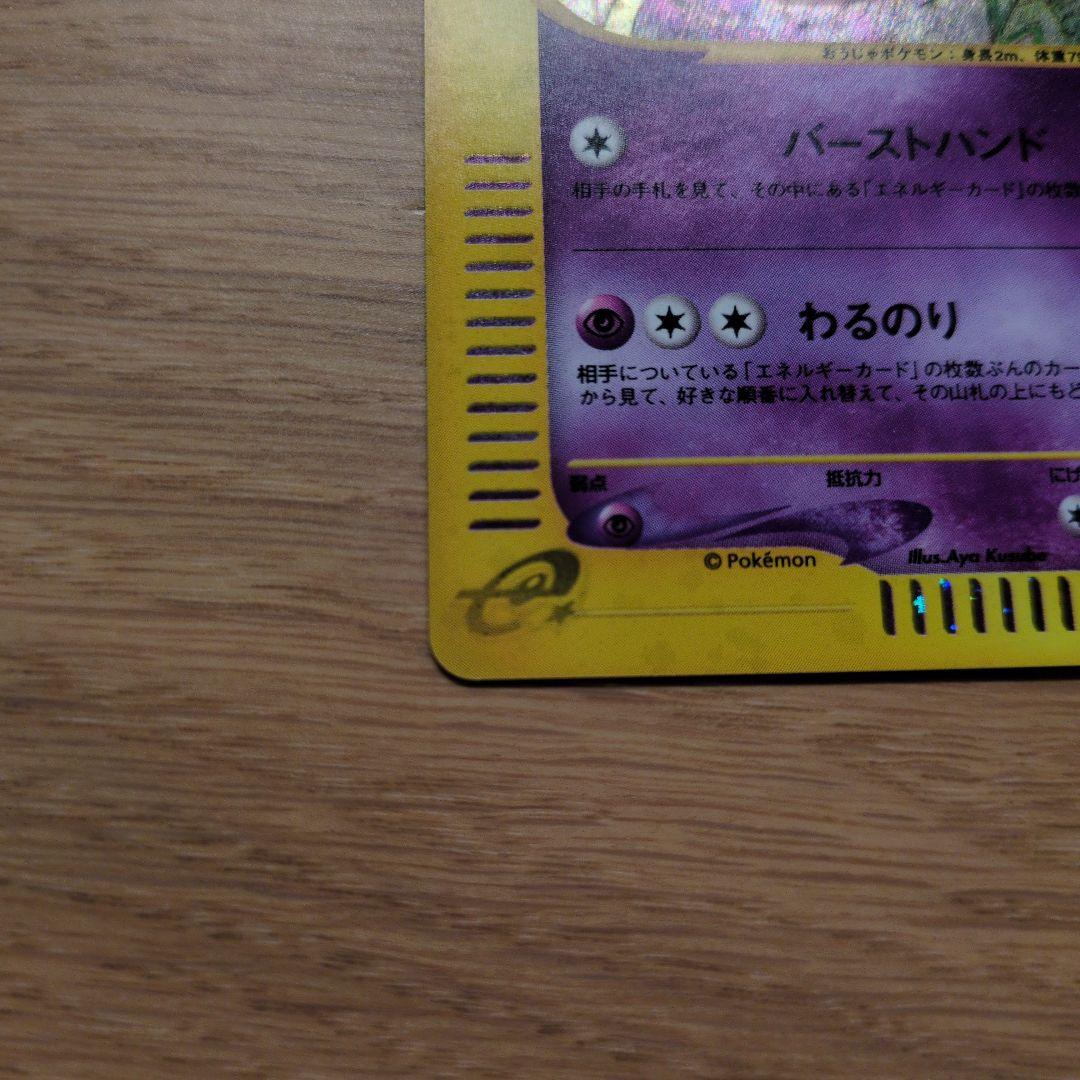 おうじゃポケモン：身長2m、体重79
バーストハンド
相手の手札を見て、その中にある「エネルギーカード」の枚数
わるのり
相手についている「エネルギーカード」の枚数ぶんのカー
から見て、好きな順番に入れ替えて、その山札の上にもど
弱点 抵抗力 にげ
© Pokémon Illus.Aya Kusube
e